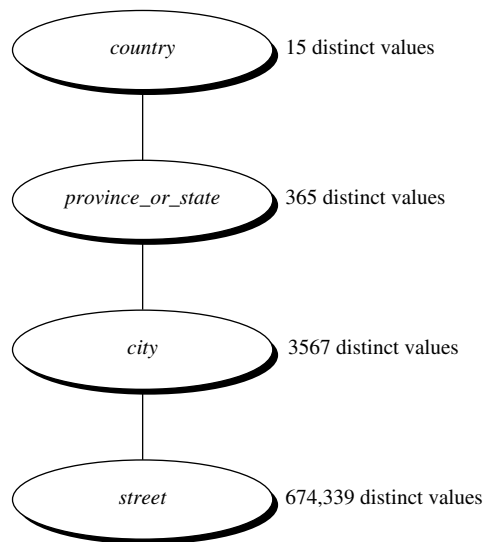 country 15 distinct values
province_or_state 365 distinct values
city 3567 distinct values
street 674,339 distinct values